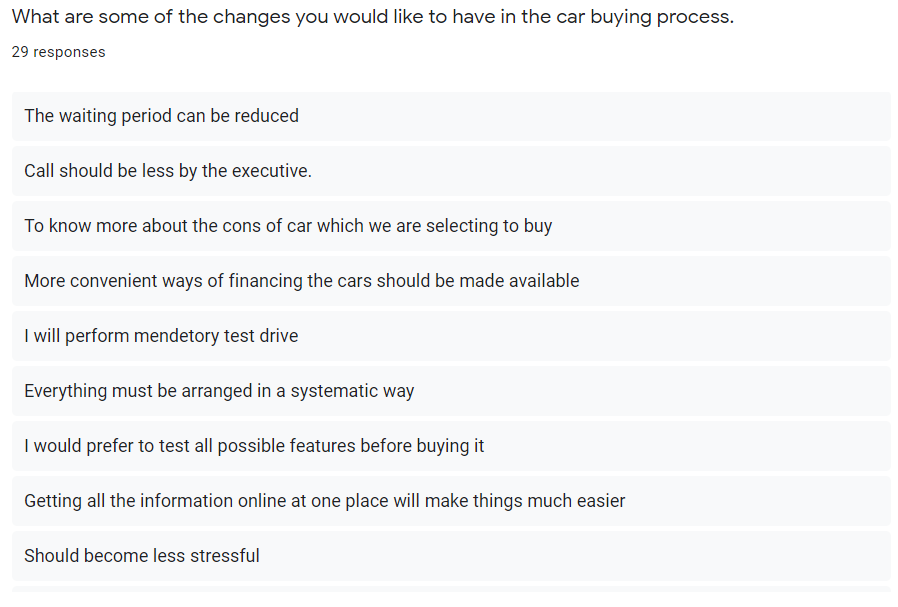 What are some of the changes you would like to have in the car buying process.
29 responses
The waiting period can be reduced
Call should be less by the executive.
To know more about the cons of car which we are selecting to buy
More convenient ways of financing the cars should be made available
I will perform mendetory test drive
Everything must be arranged in a systematic way
I would prefer to test all possible features before buying it
Getting all the information online at one place will make things much easier
Should become less stressful